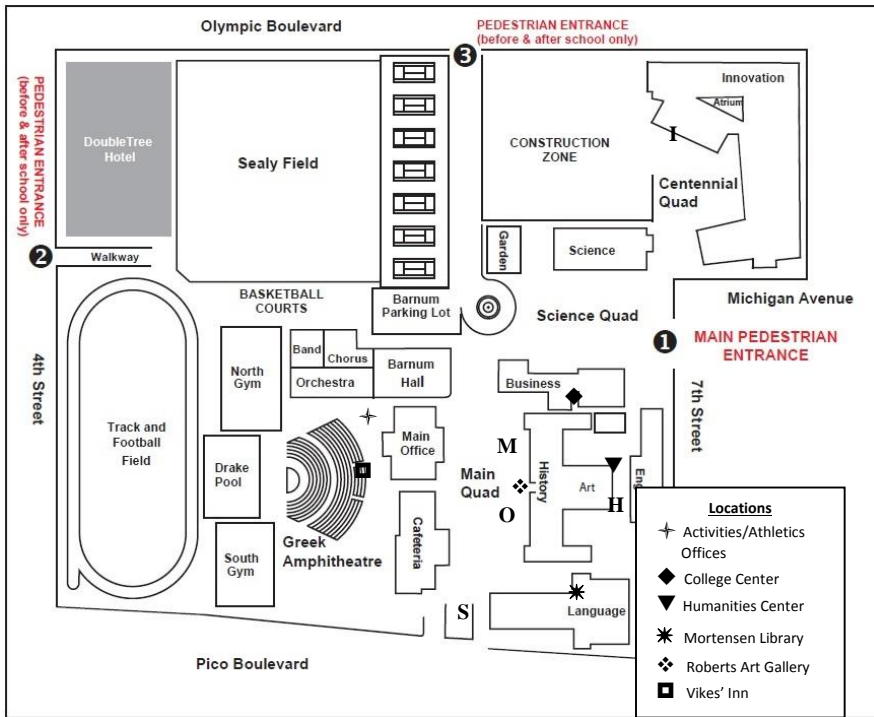 Olympic Boulevard
PEDESTRIAN ENTRANCE
(before & after school only)
❸
PEDESTRIAN ENTRANCE
(before & after school only)
DoubleTree
Hotel
Sealy Field
CONSTRUCTION
ZONE
Innovation
Atrium
I
Centennial
Quad
❷
Walkway
Garden
Science
BASKETBALL
COURTS
Barnum
Parking Lot
Science Quad
Michigan Avenue
❶
MAIN PEDESTRIAN
ENTRANCE
4th Street
7th Street
North
Gym
Band
Chorus
Orchestra
Barnum
Hall
Business
Track and
Football
Field
Main
Office
M
Main
Quad
O
History
Art
H
Drake
Pool
Greek
Amphitheatre
Cafeteria
South
Gym
S
Language
Pico Boulevard
Locations
Activities/Athletics
Offices
College Center
Humanities Center
Mortensen Library
Roberts Art Gallery
Vikes' Inn